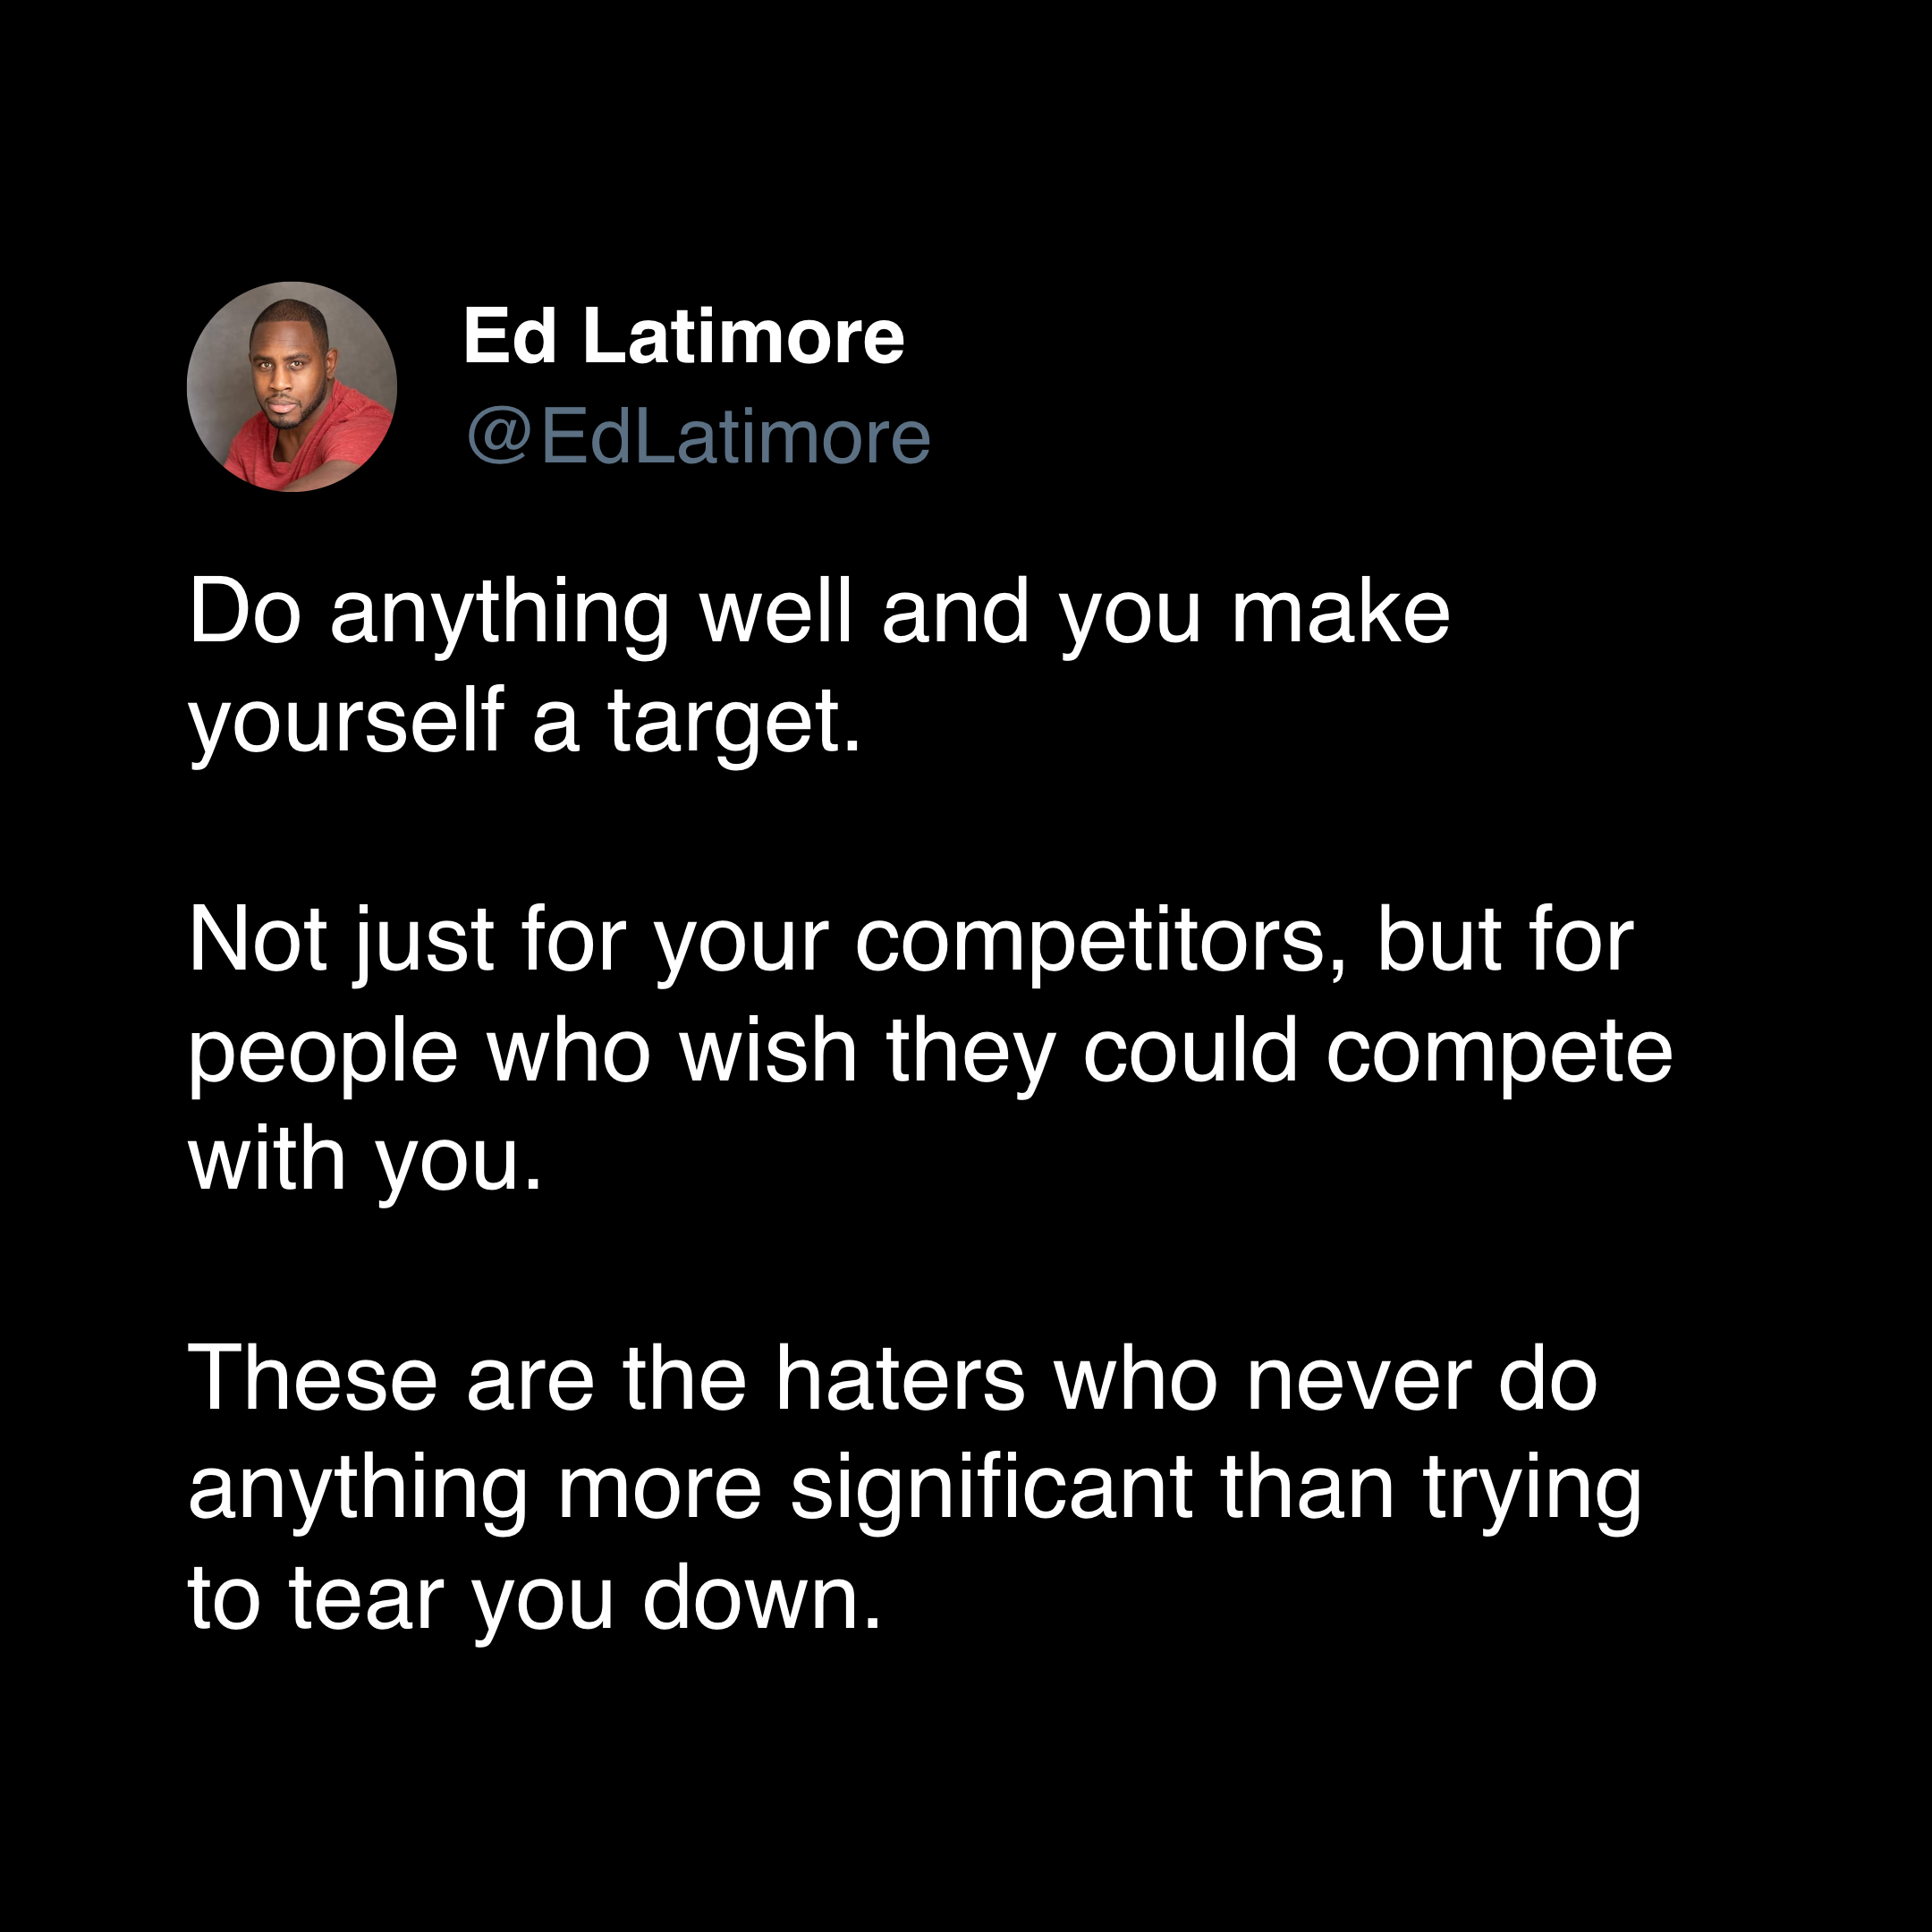 Ed Latimore
@EdLatimore
Do anything well and you make
yourself a target.
Not just for your competitors, but for
people who wish they could compete
with you.
These are the haters who never do
anything more significant than trying
to tear you down.